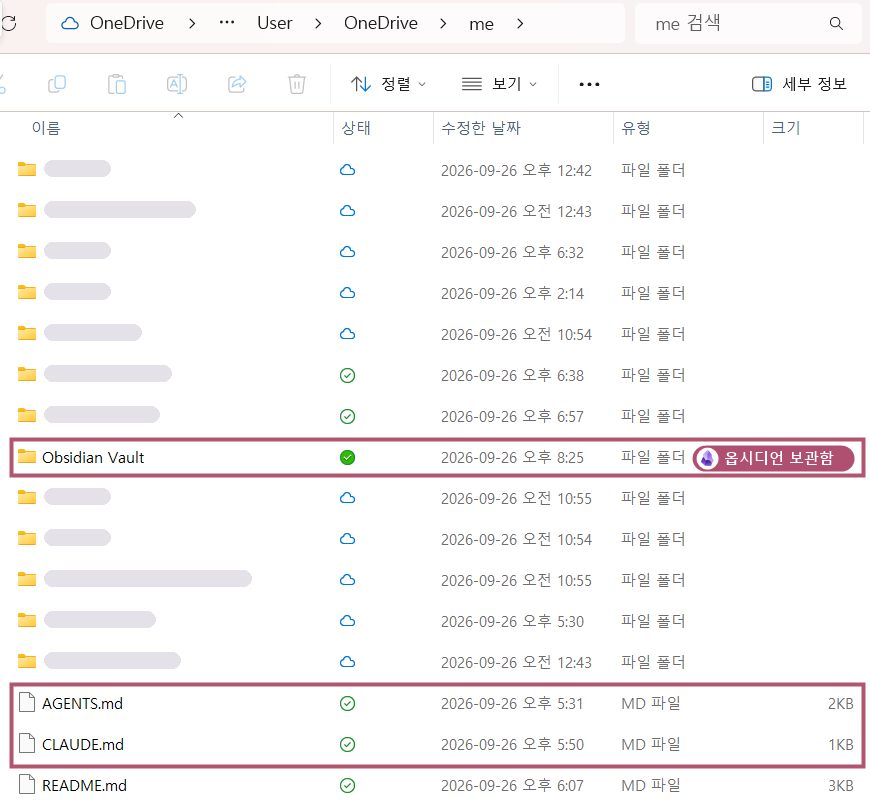 OneDrive > ··· User > OneDrive > me >
me 검색
정렬 보기 ··· 세부 정보
이름 상태 수정한 날짜 유형 크기
2026-09-26 오후 12:42 파일 폴더
2026-09-26 오전 12:43 파일 폴더
2026-09-26 오후 6:32 파일 폴더
2026-09-26 오후 2:14 파일 폴더
2026-09-26 오전 10:54 파일 폴더
2026-09-26 오후 6:38 파일 폴더
2026-09-26 오후 6:57 파일 폴더
Obsidian Vault 2026-09-26 오후 8:25 파일 폴더 옵시디언 보관함
2026-09-26 오전 10:55 파일 폴더
2026-09-26 오전 10:54 파일 폴더
2026-09-26 오전 10:55 파일 폴더
2026-09-26 오후 5:30 파일 폴더
2026-09-26 오전 12:43 파일 폴더
AGENTS.md 2026-09-26 오후 5:31 MD 파일 2KB
CLAUDE.md 2026-09-26 오후 5:50 MD 파일 1KB
README.md 2026-09-26 오후 6:07 MD 파일 3KB